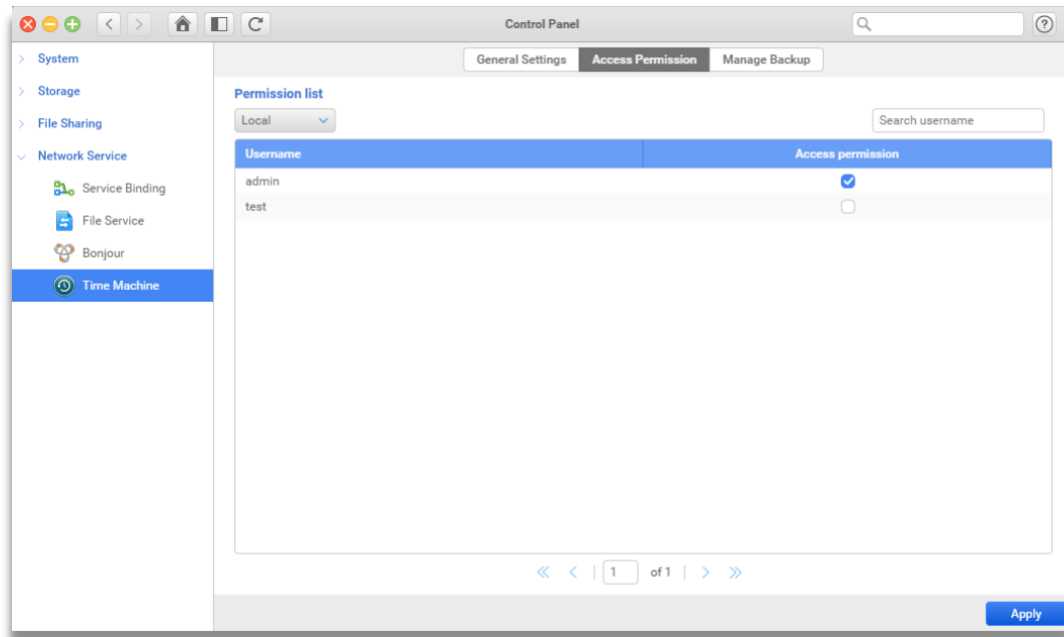 Control Panel
System
Storage
File Sharing
Network Service
Service Binding
File Service
Bonjour
Time Machine
General Settings
Access Permission
Manage Backup
Permission list
Local
Search username
Username
Access permission
admin
test
1 of 1
Apply